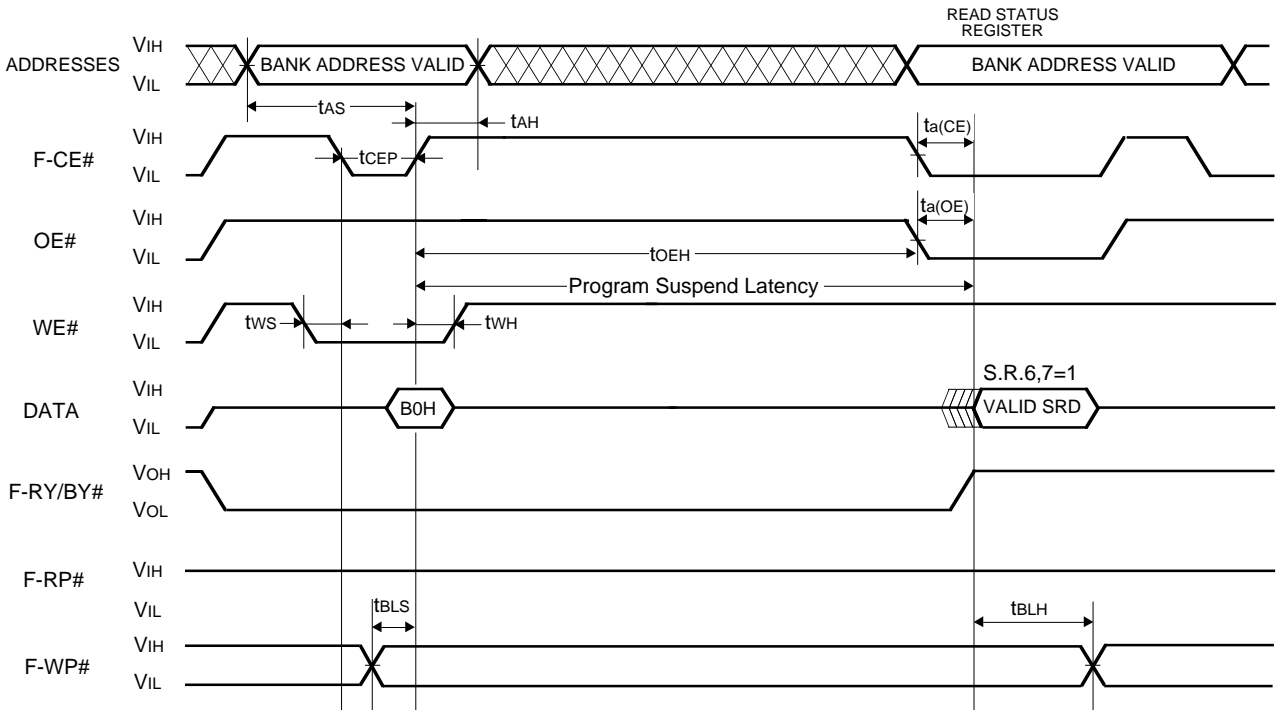 READ STATUS
REGISTER
ADDRESSES
VIH
VIL
BANK ADDRESS VALID
BANK ADDRESS VALID
tAS
tAH
F-CE#
VIH
VIL
tCEP
ta(CE)
OE#
VIH
VIL
ta(OE)
tOEH
Program Suspend Latency
WE#
VIH
VIL
tWS
tWH
DATA
VIH
VIL
B0H
S.R.6,7=1
VALID SRD
F-RY/BY#
VOH
VOL
F-RP#
VIH
VIL
tBLS
tBLH
F-WP#
VIH
VIL